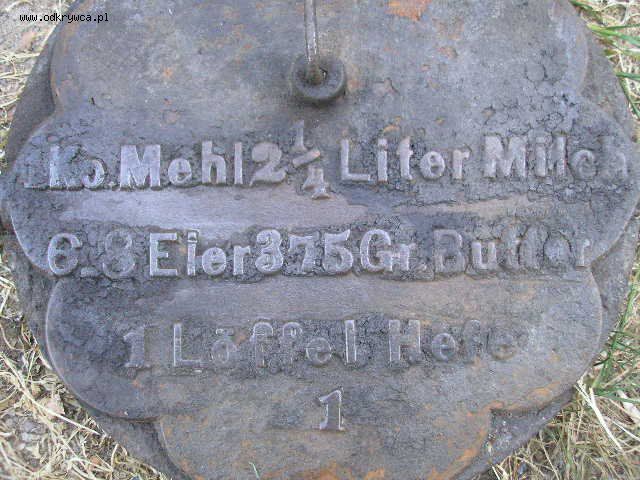 www.odkrywca.pl
1 Ko. Mehl 2 1/4 Liter Milch
6-8 Eier 375 Gr. Butter
1 Löffel Hefe
1